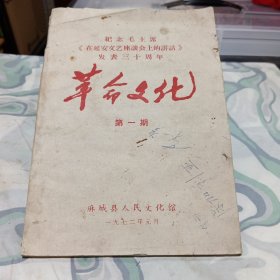 纪念毛主席
《在延安文艺座谈会上的讲话》
发表三十周年
革命文化
第一期
麻城县人民文化馆
一九七二年元月